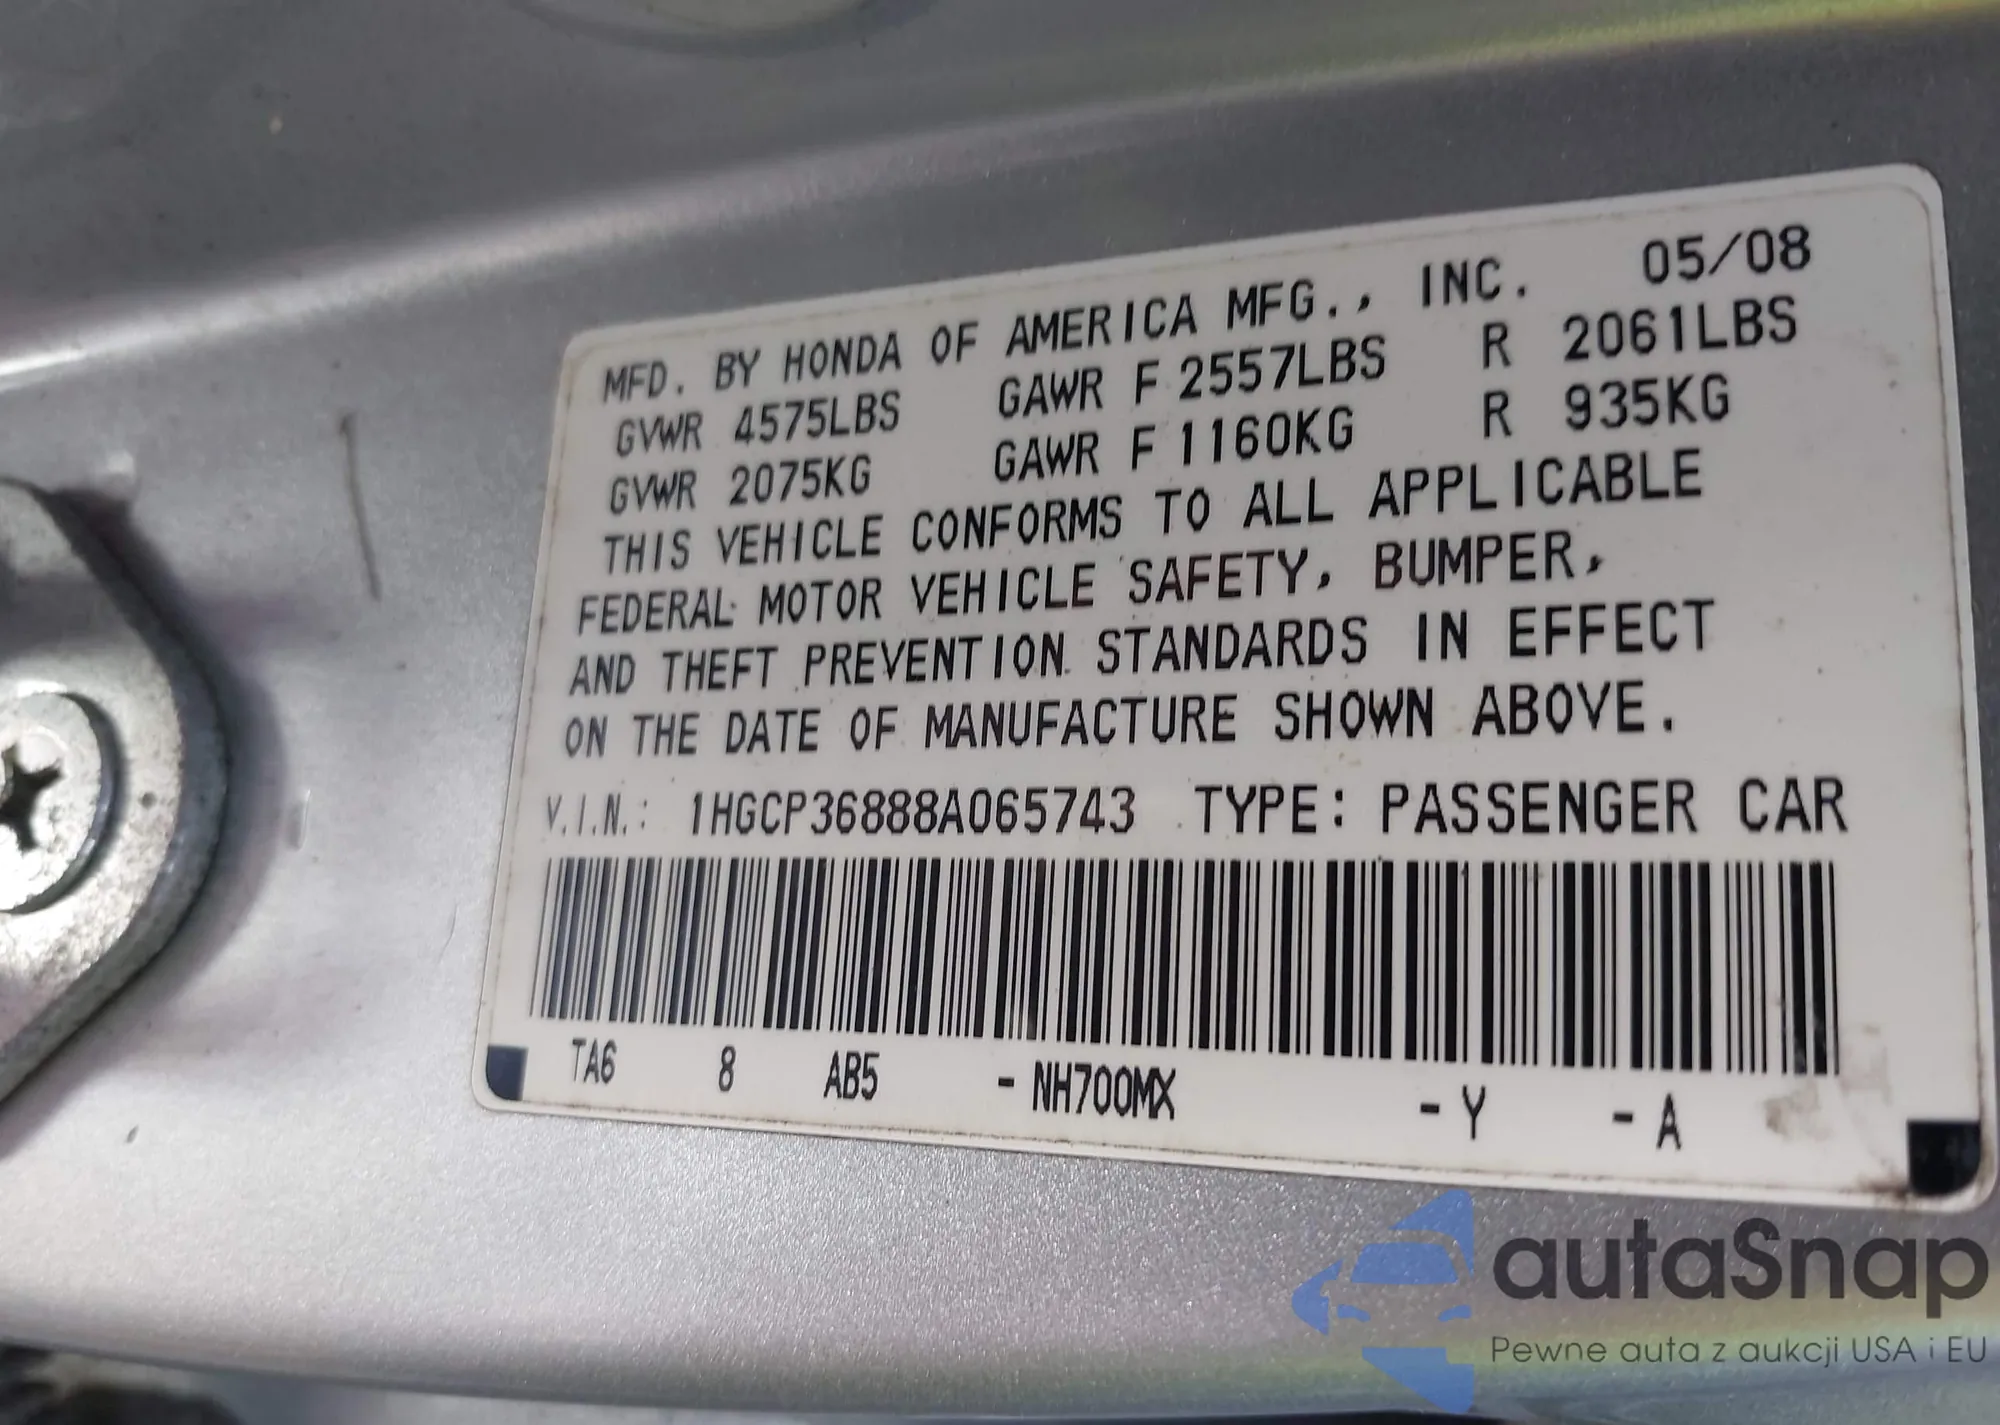 MFD. BY HONDA OF AMERICA MFG., INC. 05/08
GVWR 4575LBS GAWR F 2557LBS R 2061LBS
GVWR 2075KG GAWR F 1160KG R 935KG
THIS VEHICLE CONFORMS TO ALL APPLICABLE
FEDERAL MOTOR VEHICLE SAFETY, BUMPER,
AND THEFT PREVENTION STANDARDS IN EFFECT
ON THE DATE OF MANUFACTURE SHOWN ABOVE.
V.I.N.: 1HGCP36888A065743 TYPE: PASSENGER CAR
TA6 8 AB5 - NH700MX - Y - A
autaSnap
Pewne auta z aukcji USA i EU